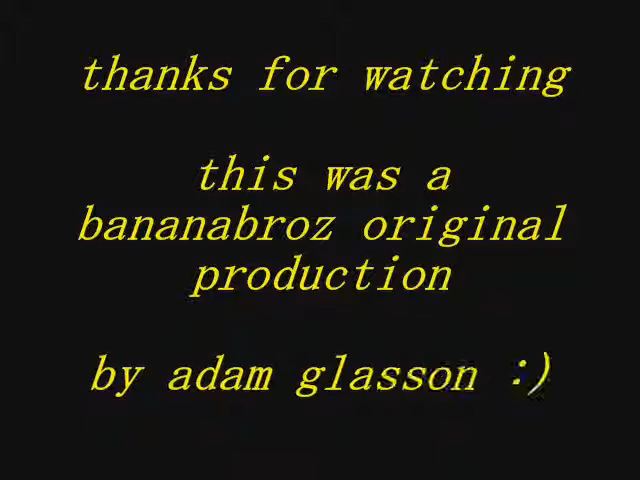 thanks for watching
this was a
bananabroz original
production
by adam glasson :)